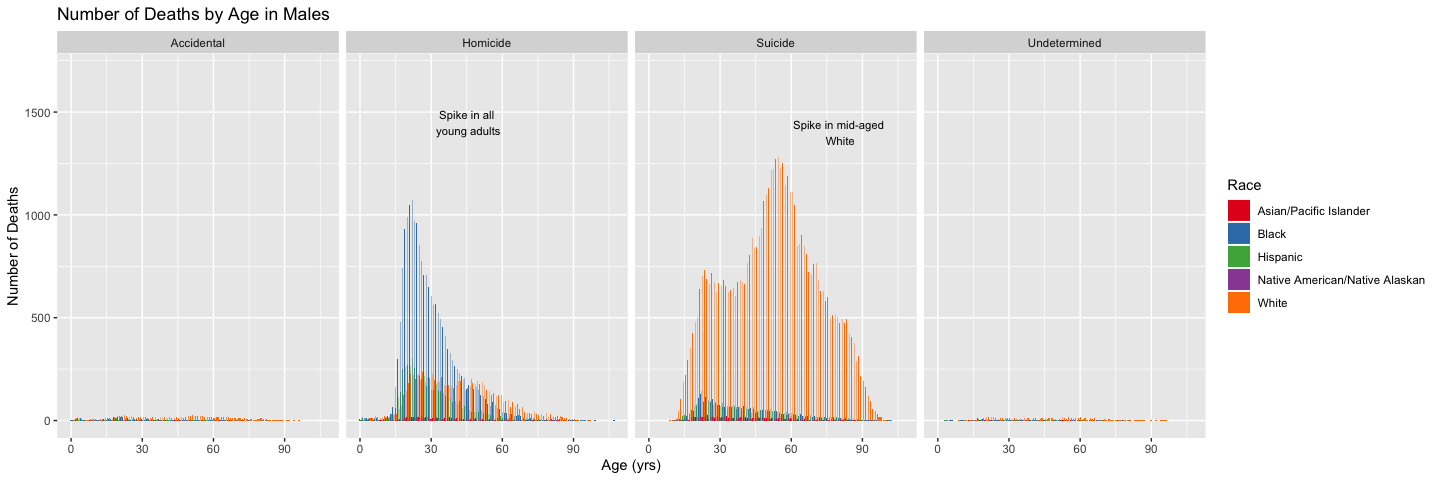 Number of Deaths by Age in Males
Accidental
Homicide
Suicide
Undetermined
Spike in all
young adults
Spike in mid-aged
White
Number of Deaths
1500
1000
500
0
0 30 60 90
0 30 60 90
0 30 60 90
0 30 60 90
Age (yrs)
Race
Asian/Pacific Islander
Black
Hispanic
Native American/Native Alaskan
White